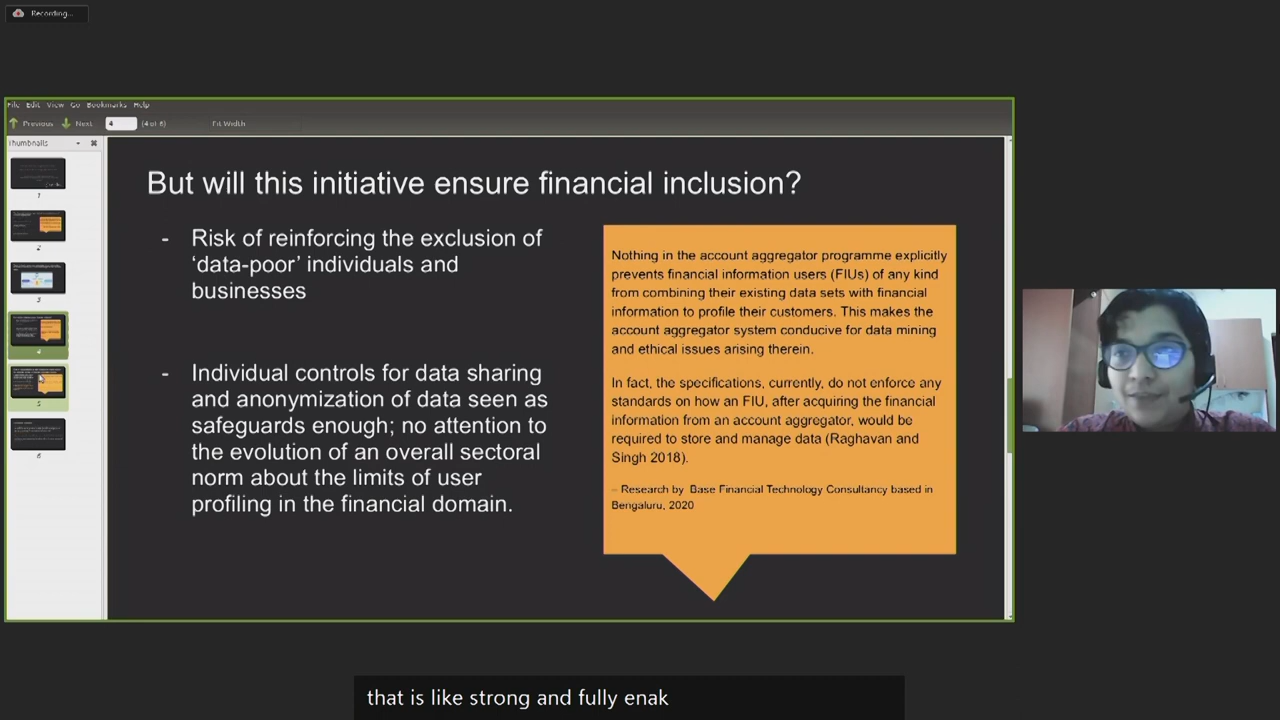 Recording...
File Edit View Go Bookmarks Help
Previous Next 4 (4 of 6) Fit Width
Thumbnails
1
2
3
4
5
6
But will this initiative ensure financial inclusion?
- Risk of reinforcing the exclusion of
‘data-poor’ individuals and
businesses
- Individual controls for data sharing
and anonymization of data seen as
safeguards enough; no attention to
the evolution of an overall sectoral
norm about the limits of user
profiling in the financial domain.
Nothing in the account aggregator programme explicitly
prevents financial information users (FIUs) of any kind
from combining their existing data sets with financial
information to profile their customers. This makes the
account aggregator system conducive for data mining
and ethical issues arising therein.
In fact, the specifications, currently, do not enforce any
standards on how an FIU, after acquiring the financial
information from an account aggregator, would be
required to store and manage data (Raghavan and
Singh 2018).
– Research by Base Financial Technology Consultancy based in
Bengaluru, 2020
that is like strong and fully enak